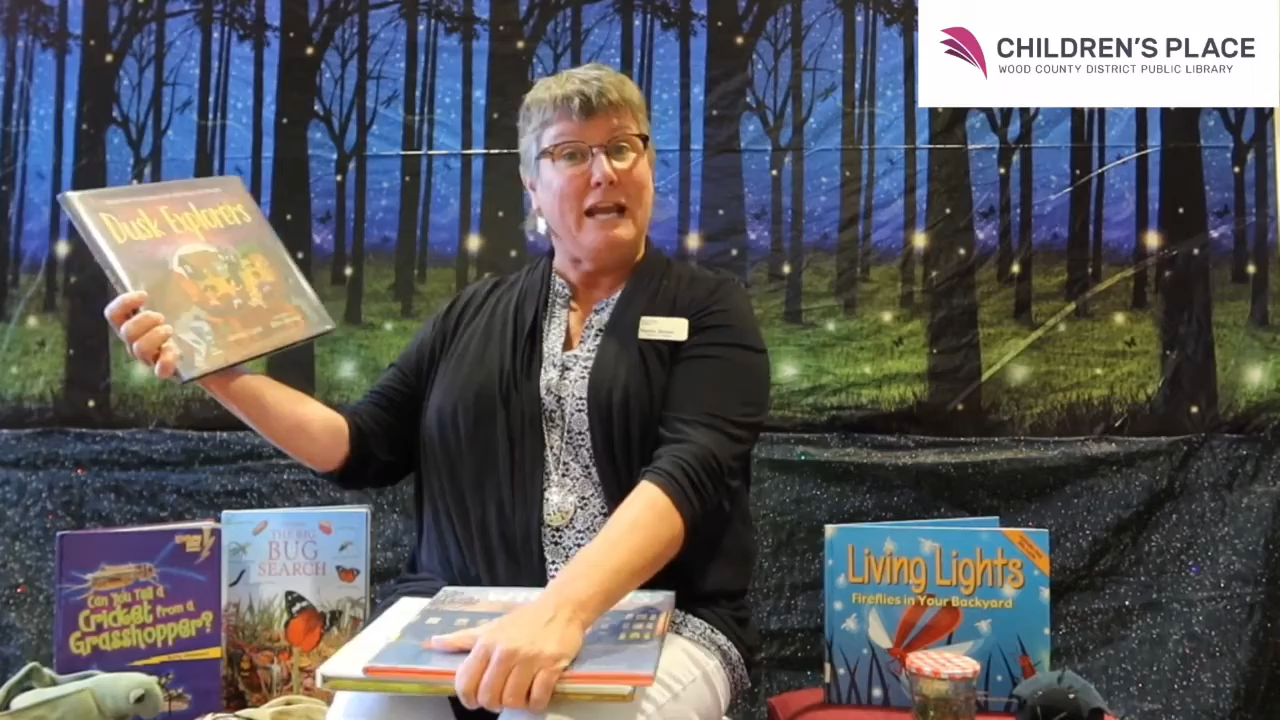 CHILDREN'S PLACE
WOOD COUNTY DISTRICT PUBLIC LIBRARY
Dusk Explorers
Can You Tell a
Cricket from a
Grasshopper?
THE BIG
BUG
SEARCH
Living Lights
Fireflies in Your Backyard